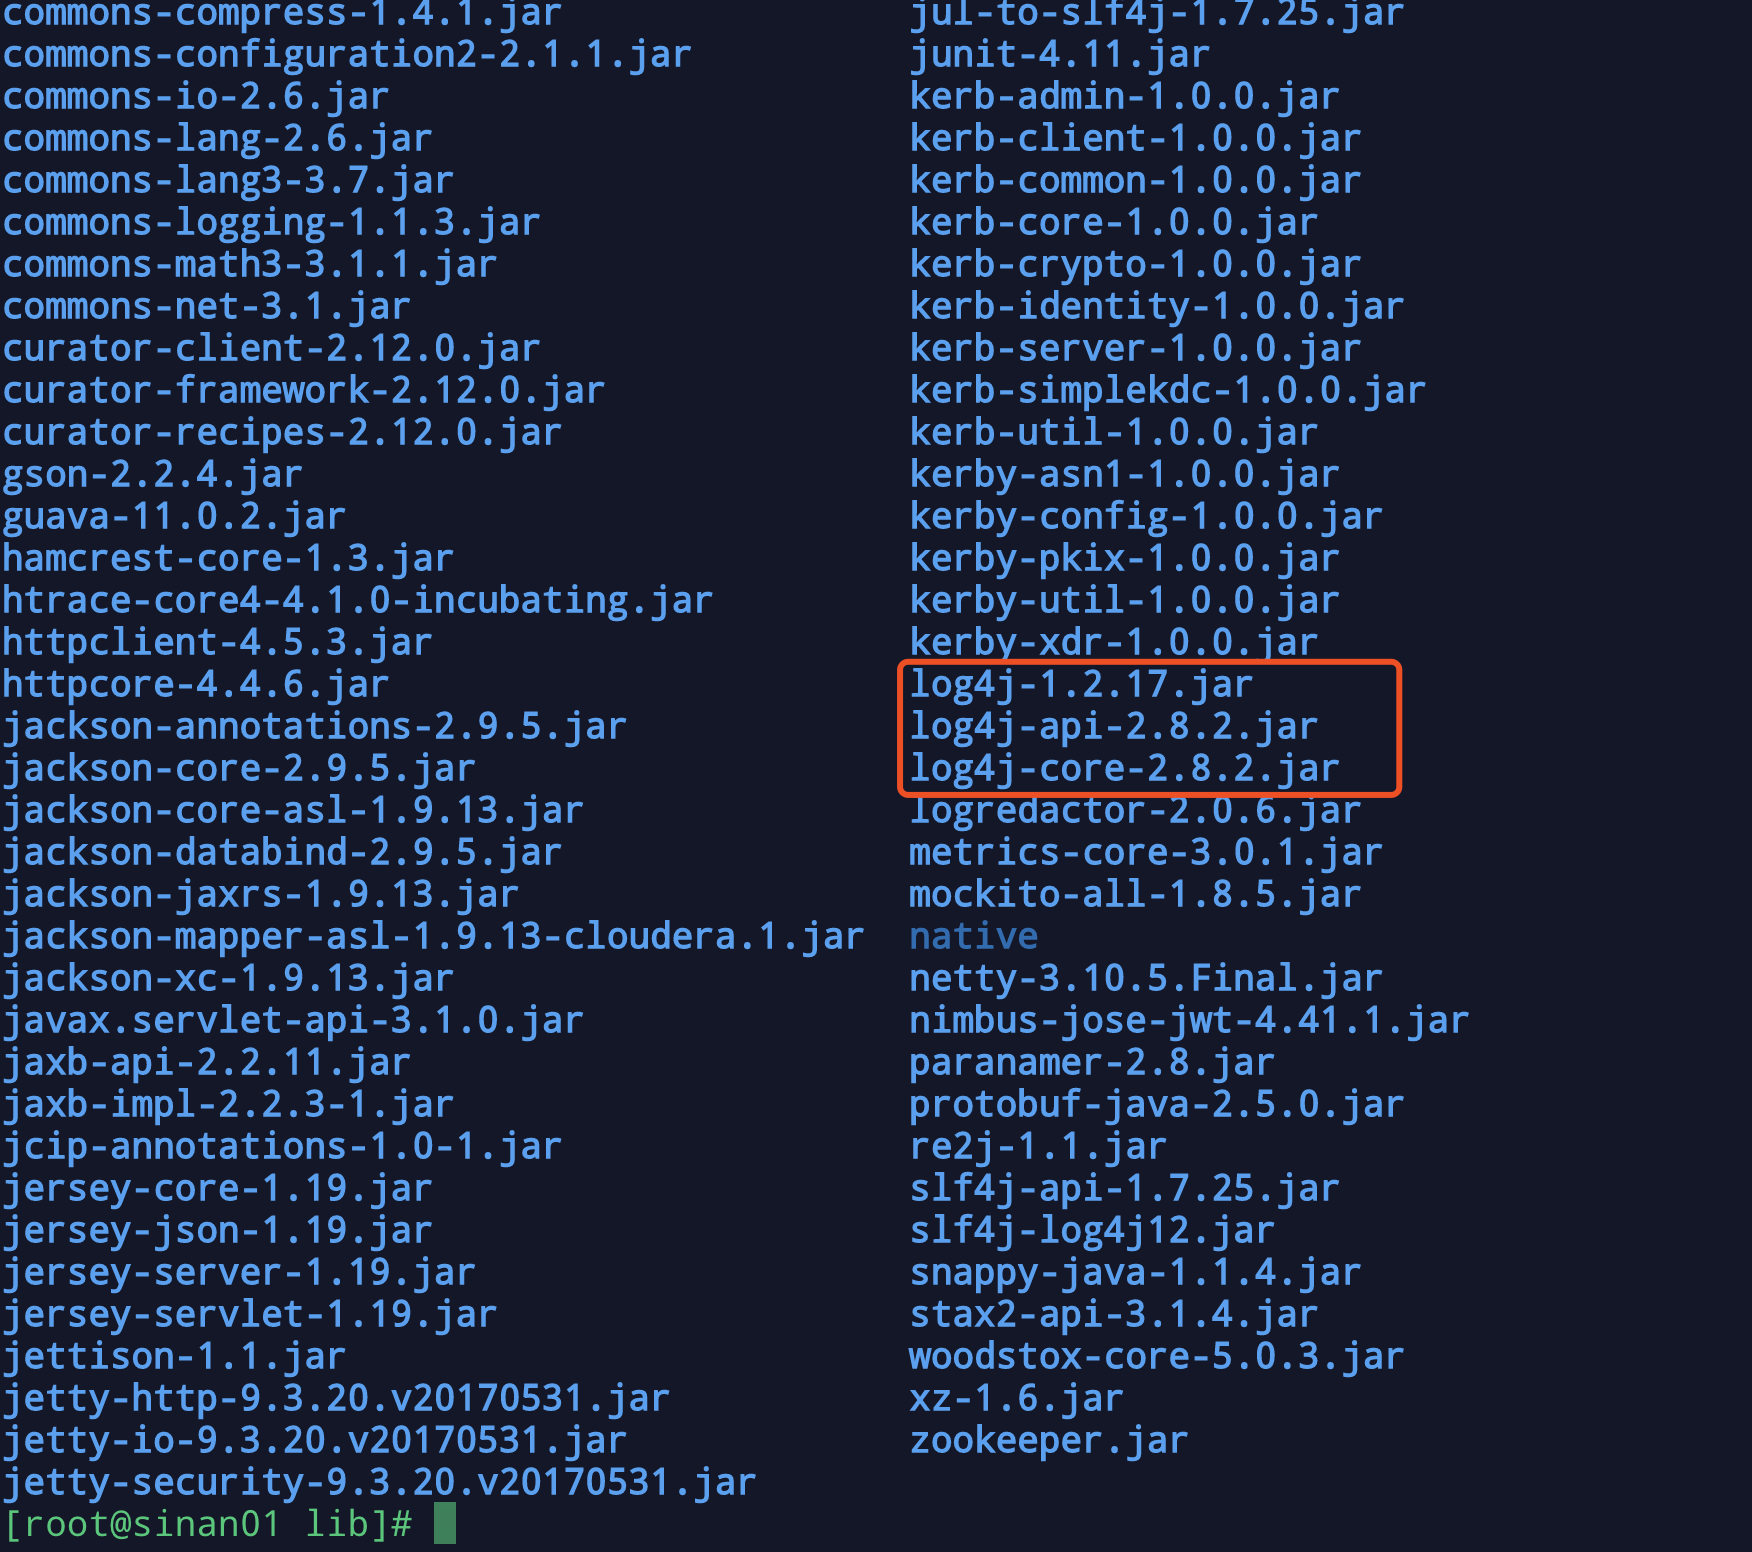 commons-compress-1.4.1.jar
commons-configuration2-2.1.1.jar
commons-io-2.6.jar
commons-lang-2.6.jar
commons-lang3-3.7.jar
commons-logging-1.1.3.jar
commons-math3-3.1.1.jar
commons-net-3.1.jar
curator-client-2.12.0.jar
curator-framework-2.12.0.jar
curator-recipes-2.12.0.jar
gson-2.2.4.jar
guava-11.0.2.jar
hamcrest-core-1.3.jar
htrace-core4-4.1.0-incubating.jar
httpclient-4.5.3.jar
httpcore-4.4.6.jar
jackson-annotations-2.9.5.jar
jackson-core-2.9.5.jar
jackson-core-asl-1.9.13.jar
jackson-databind-2.9.5.jar
jackson-jaxrs-1.9.13.jar
jackson-mapper-asl-1.9.13-cloudera.1.jar
jackson-xc-1.9.13.jar
javax.servlet-api-3.1.0.jar
jaxb-api-2.2.11.jar
jaxb-impl-2.2.3-1.jar
jcip-annotations-1.0-1.jar
jersey-core-1.19.jar
jersey-json-1.19.jar
jersey-server-1.19.jar
jersey-servlet-1.19.jar
jettison-1.1.jar
jetty-http-9.3.20.v20170531.jar
jetty-io-9.3.20.v20170531.jar
jetty-security-9.3.20.v20170531.jar
jul-to-slf4j-1.7.25.jar
junit-4.11.jar
kerb-admin-1.0.0.jar
kerb-client-1.0.0.jar
kerb-common-1.0.0.jar
kerb-core-1.0.0.jar
kerb-crypto-1.0.0.jar
kerb-identity-1.0.0.jar
kerb-server-1.0.0.jar
kerb-simplekdc-1.0.0.jar
kerb-util-1.0.0.jar
kerby-asn1-1.0.0.jar
kerby-config-1.0.0.jar
kerby-pkix-1.0.0.jar
kerby-util-1.0.0.jar
kerby-xdr-1.0.0.jar
log4j-1.2.17.jar
log4j-api-2.8.2.jar
log4j-core-2.8.2.jar
logredactor-2.0.6.jar
metrics-core-3.0.1.jar
mockito-all-1.8.5.jar
native
netty-3.10.5.Final.jar
nimbus-jose-jwt-4.41.1.jar
paranamer-2.8.jar
protobuf-java-2.5.0.jar
re2j-1.1.jar
slf4j-api-1.7.25.jar
slf4j-log4j12.jar
snappy-java-1.1.4.jar
stax2-api-3.1.4.jar
woodstox-core-5.0.3.jar
xz-1.6.jar
zookeeper.jar
[root@sinan01 lib]#